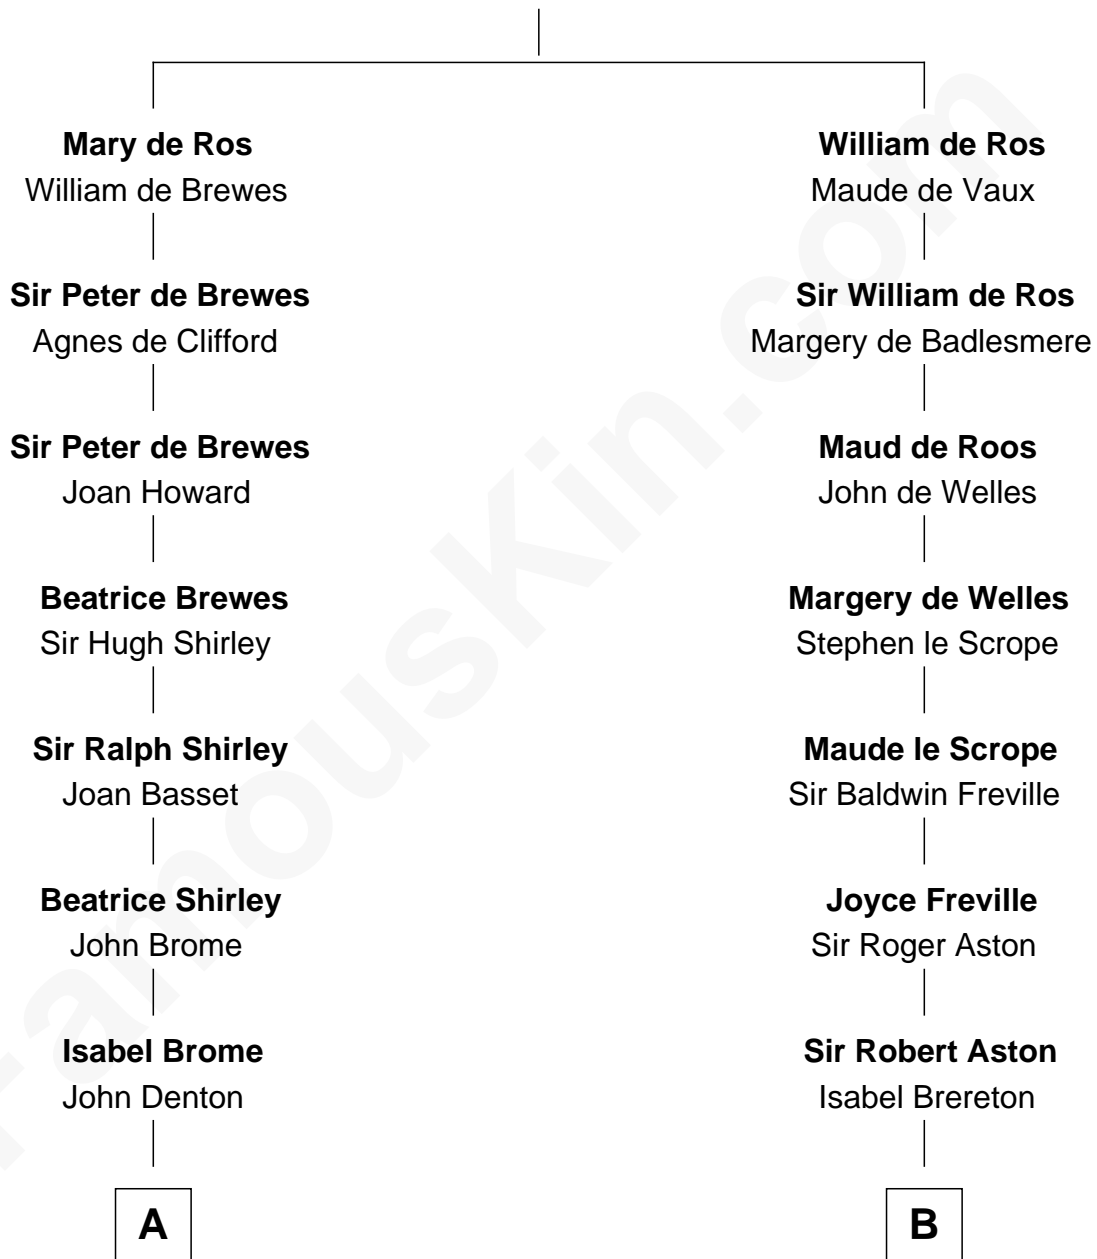 Mary de Ros
William de Brewes
Sir Peter de Brewes
Agnes de Clifford
Sir Peter de Brewes
Joan Howard
Beatrice Brewes
Sir Hugh Shirley
Sir Ralph Shirley
Joan Basset
Beatrice Shirley
John Brome
Isabel Brome
John Denton
A
William de Ros
Maude de Vaux
Sir William de Ros
Margery de Badlesmere
Maud de Roos
John de Welles
Margery de Welles
Stephen le Scrope
Maude le Scrope
Sir Baldwin Freville
Joyce Freville
Sir Roger Aston
Sir Robert Aston
Isabel Brereton
B
FamousKin.com